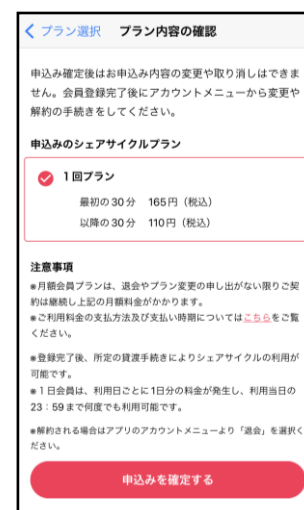 プラン選択 プラン内容の確認
申込み確定後はお申込み内容の変更や取り消しはできま
せん。会員登録完了後にアカウントメニューから変更や
解約の手続きをしてください。
申込みのシェアサイクルプラン
1回プラン
最初の30分 165円（税込）
以降の30分 110円（税込）
注意事項
※月額会員プランは、退会やプラン変更の申し出がない限りご契
約は継続し上記の月額料金がかかります。
※ご利用料金の支払方法及び支払い時期についてはこちらをご覧
ください。
※登録完了後、所定の貸渡手続きによりシェアサイクルの利用が
可能です。
※1日会員は、利用日ごとに1日分の料金が発生し、利用当日の
23：59まで何度でも利用可能です。
※解約される場合はアプリのアカウントメニューより「退会」を選択く
ださい。
申込みを確定する